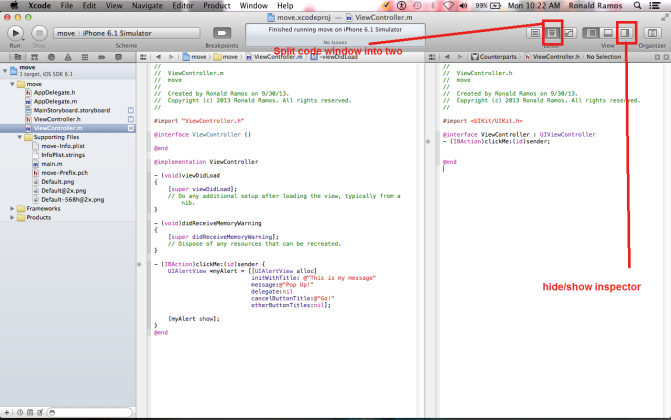 Xcode File Edit View Navigate Editor Product Window Help
99% Mon 10:22 AM Ronald Ramos
move.xcodeproj — ViewController.m
move iPhone 6.1 Simulator
Finished running move on iPhone 6.1 Simulator
No Issues
Run Stop Scheme Breakpoints Editor View Organizer
Split code window into two
move
1 target, iOS SDK 6.1
move
AppDelegate.h
AppDelegate.m
MainStoryboard.storyboard
ViewController.h
ViewController.m
Supporting Files
move-Info.plist
InfoPlist.strings
main.m
move-Prefix.pch
Default.png
Default@2x.png
Default-568h@2x.png
Frameworks
Products
move move ViewController.m -viewDidLoad
//
// ViewController.m
// move
//
// Created by Ronald Ramos on 9/30/13.
// Copyright (c) 2013 Ronald Ramos. All rights reserved.
//
#import "ViewController.h"
@interface ViewController ()
@end
@implementation ViewController
- (void)viewDidLoad
{
[super viewDidLoad];
// Do any additional setup after loading the view, typically from a
nib.
}
- (void)didReceiveMemoryWarning
{
[super didReceiveMemoryWarning];
// Dispose of any resources that can be recreated.
}
- (IBAction)clickMe:(id)sender {
UIAlertView *myAlert = [[UIAlertView alloc]
initWithTitle: @"This is my message"
message:@"Pop Up!"
delegate:nil
cancelButtonTitle:@"Go!"
otherButtonTitles:nil];
[myAlert show];
}
@end
Counterparts ViewController.h No Selection
//
// ViewController.h
// move
//
// Created by Ronald Ramos on 9/30/13.
// Copyright (c) 2013 Ronald Ramos. All rights reserved.
//
#import <UIKit/UIKit.h>
@interface ViewController : UIViewController
- (IBAction)clickMe:(id)sender;
@end
hide/show inspector